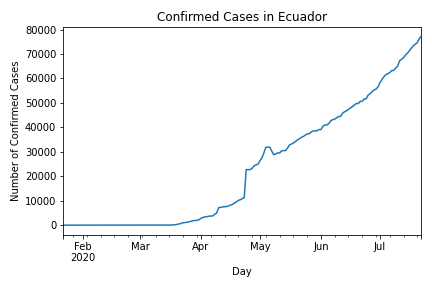 Confirmed Cases in Ecuador
80000
70000
60000
50000
40000
30000
20000
10000
0
Number of Confirmed Cases
Feb
2020
Mar
Apr
May
Jun
Jul
Day